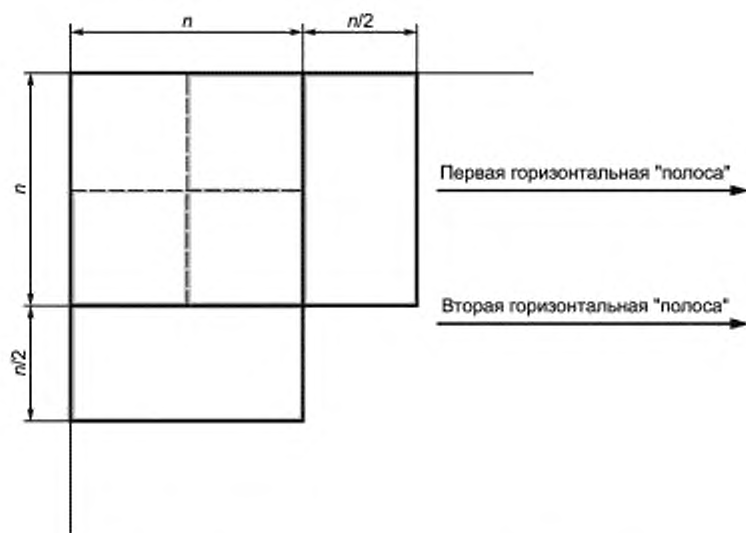 n
n/2
n
Первая горизонтальная "полоса"
Вторая горизонтальная "полоса"
n/2